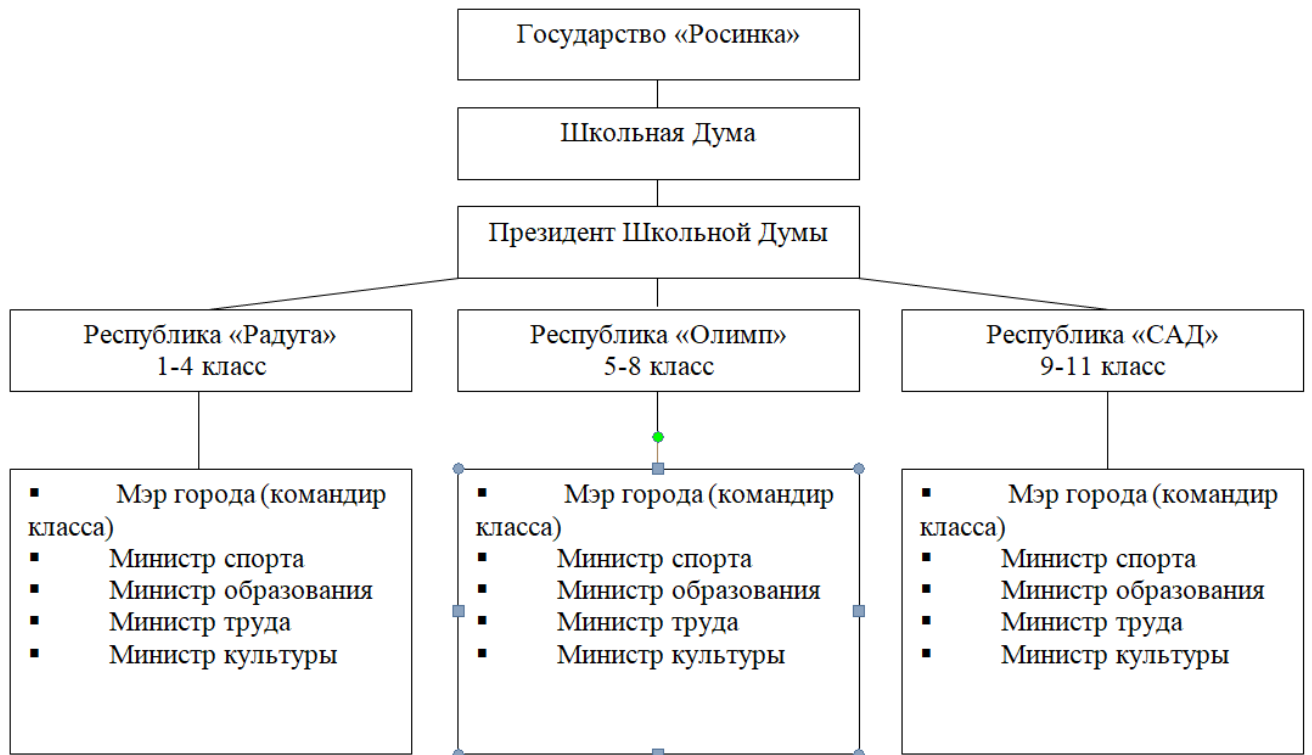 Государство «Росинка»
Школьная Дума
Президент Школьной Думы
Республика «Радуга»
1-4 класс
Республика «Олимп»
5-8 класс
Республика «САД»
9-11 класс
▪ Мэр города (командир
класса)
▪ Министр спорта
▪ Министр образования
▪ Министр труда
▪ Министр культуры
▪ Мэр города (командир
класса)
▪ Министр спорта
▪ Министр образования
▪ Министр труда
▪ Министр культуры
▪ Мэр города (командир
класса)
▪ Министр спорта
▪ Министр образования
▪ Министр труда
▪ Министр культуры